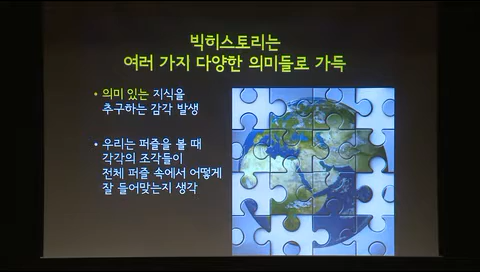 빅히스토리는
여러 가지 다양한 의미들로 가득
• 의미 있는 지식을
추구하는 감각 발생
• 우리는 퍼즐을 볼 때
각각의 조각들이
전체 퍼즐 속에서 어떻게
잘 들어맞는지 생각